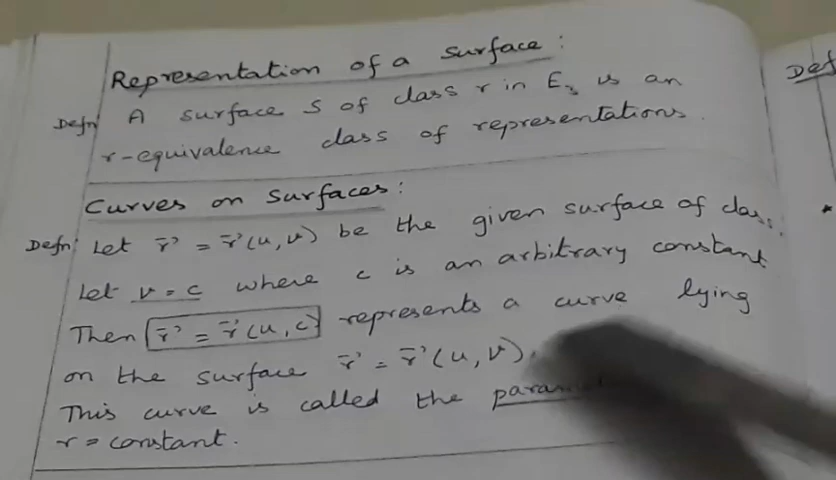 Representation of a surface :
Defn A surface S of class r in E₃ is an
r-equivalence class of representations.
Curves on surfaces :
Defn: Let r⃗ = r⃗(u, v) be the given surface of class.
Let v = c where c is an arbitrary constant
Then r⃗ = r⃗(u, c) represents a curve lying
on the surface r⃗ = r⃗(u, v).
This curve is called the
r = constant.
Def